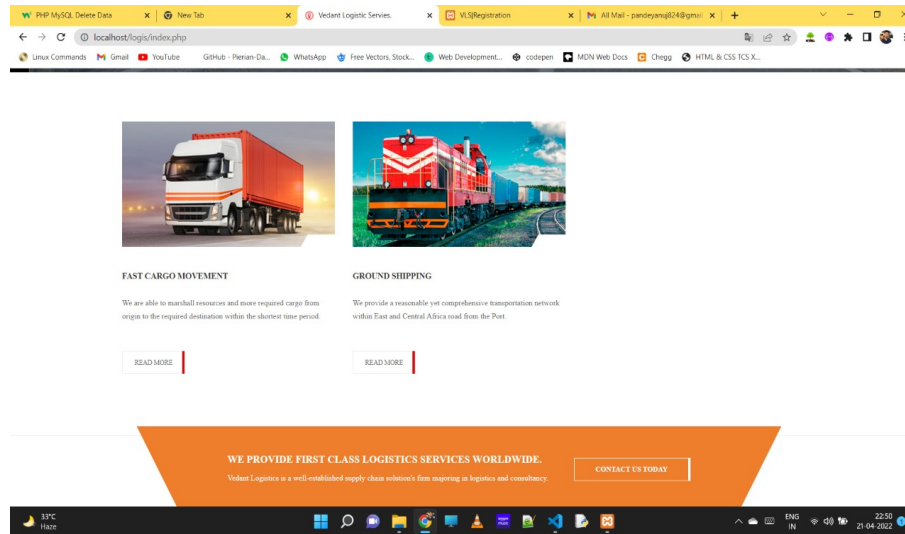 PHP MySQL Delete Data
New Tab
Vedant Logistic Servies.
VLS|Registration
All Mail - pandeyanuj824@gmail
localhost/logis/index.php
Linux Commands Gmail YouTube GitHub - Pierian-Da... WhatsApp Free Vectors, Stock... Web Development... codepen MDN Web Docs Chegg HTML & CSS TCS X...
FAST CARGO MOVEMENT
We are able to marshall resources and more required cargo from
origin to the required destination within the shortest time period.
READ MORE
GROUND SHIPPING
We provide a reasonable yet comprehensive transportation network
within East and Central Africa road from the Port.
READ MORE
WE PROVIDE FIRST CLASS LOGISTICS SERVICES WORLDWIDE.
Vedant Logistics is a well-established supply chain solution's firm majoring in logistics and consultancy.
CONTACT US TODAY
33°C
Haze
ENG
IN
22:50
21-04-2022